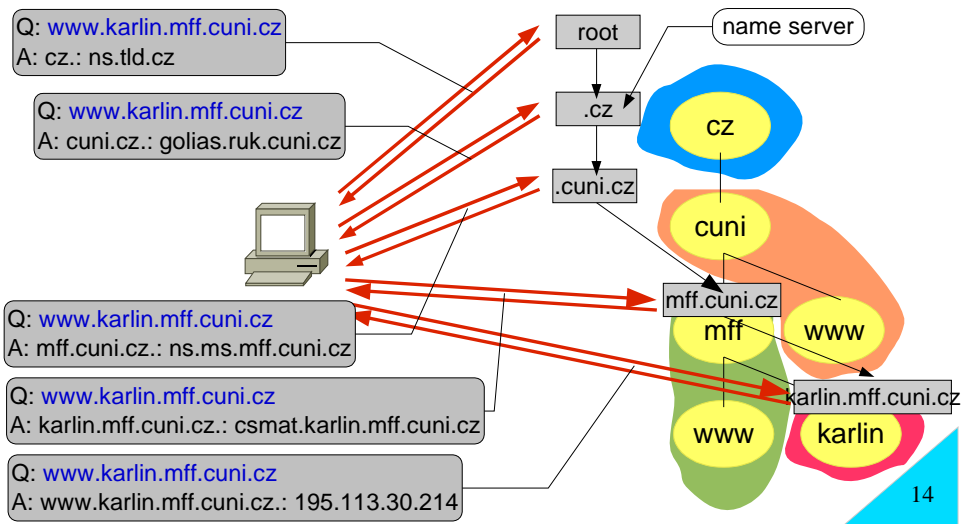 Q: www.karlin.mff.cuni.cz
A: cz.: ns.tld.cz
root
name server
Q: www.karlin.mff.cuni.cz
A: cuni.cz.: golias.ruk.cuni.cz
.cz
cz
.cuni.cz
cuni
mff.cuni.cz
Q: www.karlin.mff.cuni.cz
A: mff.cuni.cz.: ns.ms.mff.cuni.cz
mff
www
Q: www.karlin.mff.cuni.cz
A: karlin.mff.cuni.cz.: csmat.karlin.mff.cuni.cz
karlin.mff.cuni.cz
www
karlin
Q: www.karlin.mff.cuni.cz
A: www.karlin.mff.cuni.cz.: 195.113.30.214
14